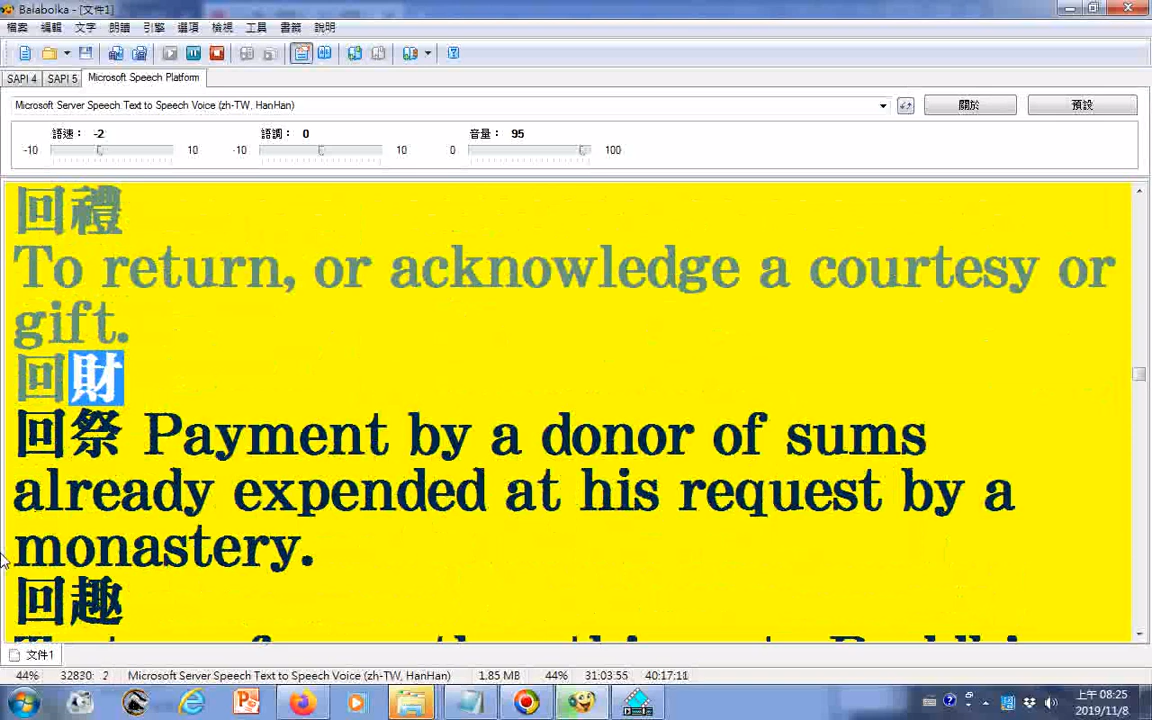 Balabolka - [文件1]
檔案 編輯 文字 朗讀 引擎 選項 檢視 工具 書籤 說明
SAPI 4 SAPI 5 Microsoft Speech Platform
Microsoft Server Speech Text to Speech Voice (zh-TW, HanHan) 關於 預設
語速： -2 語調： 0 音量： 95
-10 10 -10 10 0 100
回禮
To return, or acknowledge a courtesy or
gift.
回財
回祭 Payment by a donor of sums
already expended at his request by a
monastery.
回趣
文件1
44% 32820: 2 Microsoft Server Speech Text to Speech Voice (zh-TW, HanHan) 1.85 MB 44% 31:03:55 40:17:11
上午 08:25
2019/11/8